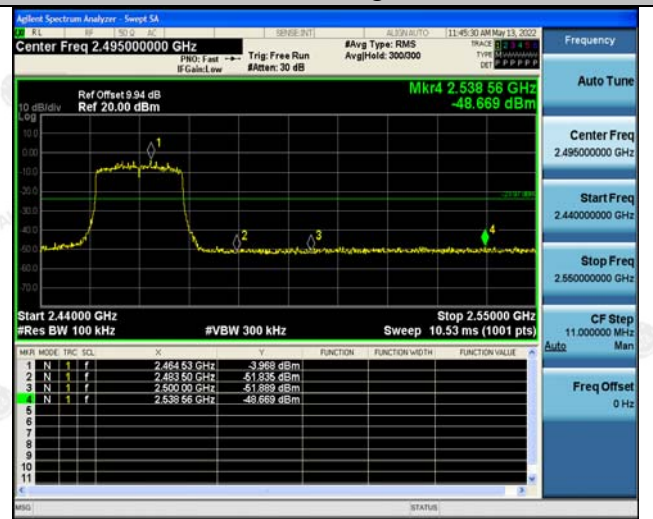 Agilent Spectrum Analyzer - Swept SA
RL RF 50 Ω AC SENSE:INT ALIGN AUTO 11:45:30 AM May 13, 2022
Center Freq 2.495000000 GHz
PNO: Fast
IFGain:Low
Trig: Free Run
#Atten: 30 dB
#Avg Type: RMS
Avg|Hold: 300/300
TRACE 1 2 3 4 5 6
TYPE
DET P P P P P P
Ref Offset 9.94 dB
Ref 20.00 dBm
10 dB/div
Log
Mkr4 2.538 56 GHz
-48.669 dBm
10.0
0.00
-10.0
-20.0
-30.0
-40.0
-50.0
-60.0
-70.0
1
2
3
4
Start 2.44000 GHz
Stop 2.55000 GHz
#Res BW 100 kHz
#VBW 300 kHz
Sweep 10.53 ms (1001 pts)
MKR MODE TRC SCL X Y FUNCTION FUNCTION WIDTH FUNCTION VALUE
1 N 1 f 2.464 53 GHz -3.968 dBm
2 N 1 f 2.483 50 GHz -51.835 dBm
3 N 1 f 2.500 00 GHz -51.889 dBm
4 N 1 f 2.538 56 GHz -48.669 dBm
5
6
7
8
9
10
11
MSG
STATUS
Frequency
Auto Tune
Center Freq
2.495000000 GHz
Start Freq
2.440000000 GHz
Stop Freq
2.550000000 GHz
CF Step
11.000000 MHz
Auto Man
Freq Offset
0 Hz